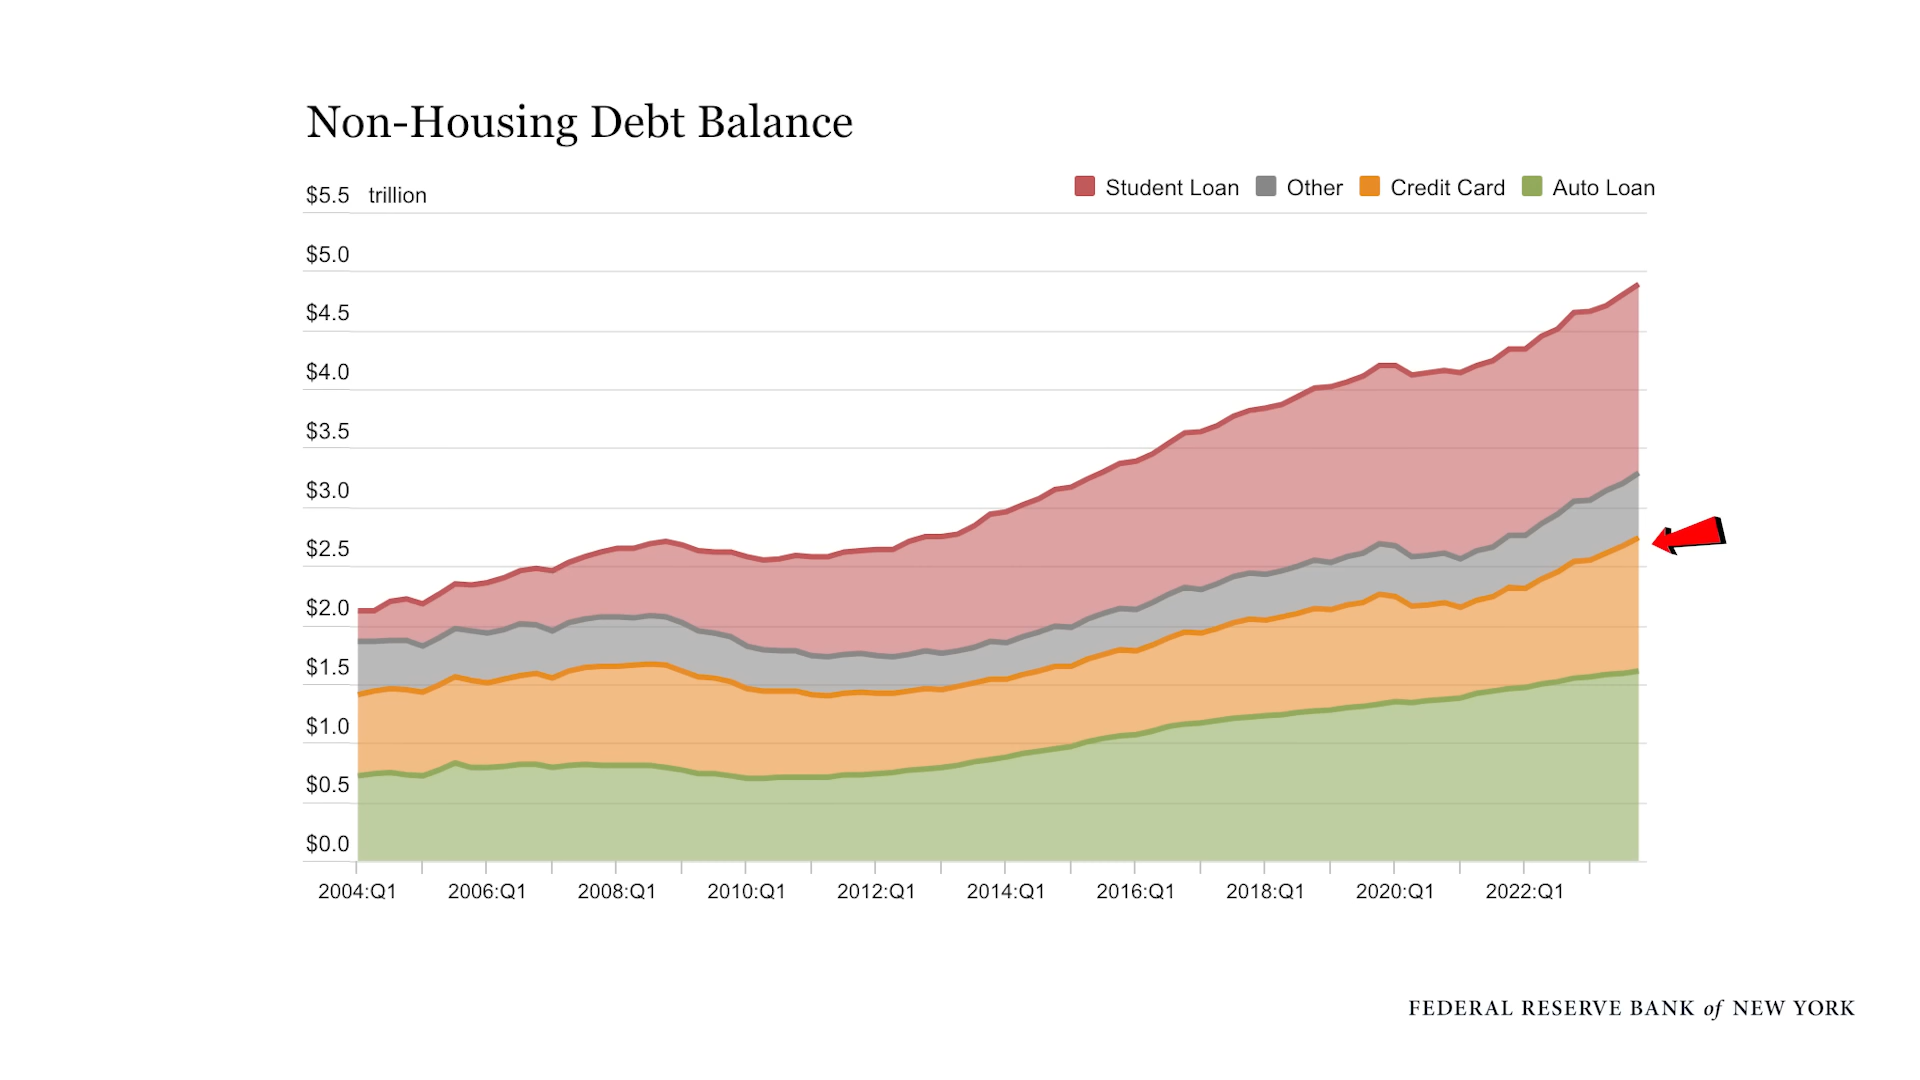 Non-Housing Debt Balance
$5.5 trillion
Student Loan Other Credit Card Auto Loan
$5.0
$4.5
$4.0
$3.5
$3.0
$2.5
$2.0
$1.5
$1.0
$0.5
$0.0
2004:Q1 2006:Q1 2008:Q1 2010:Q1 2012:Q1 2014:Q1 2016:Q1 2018:Q1 2020:Q1 2022:Q1
FEDERAL RESERVE BANK of NEW YORK